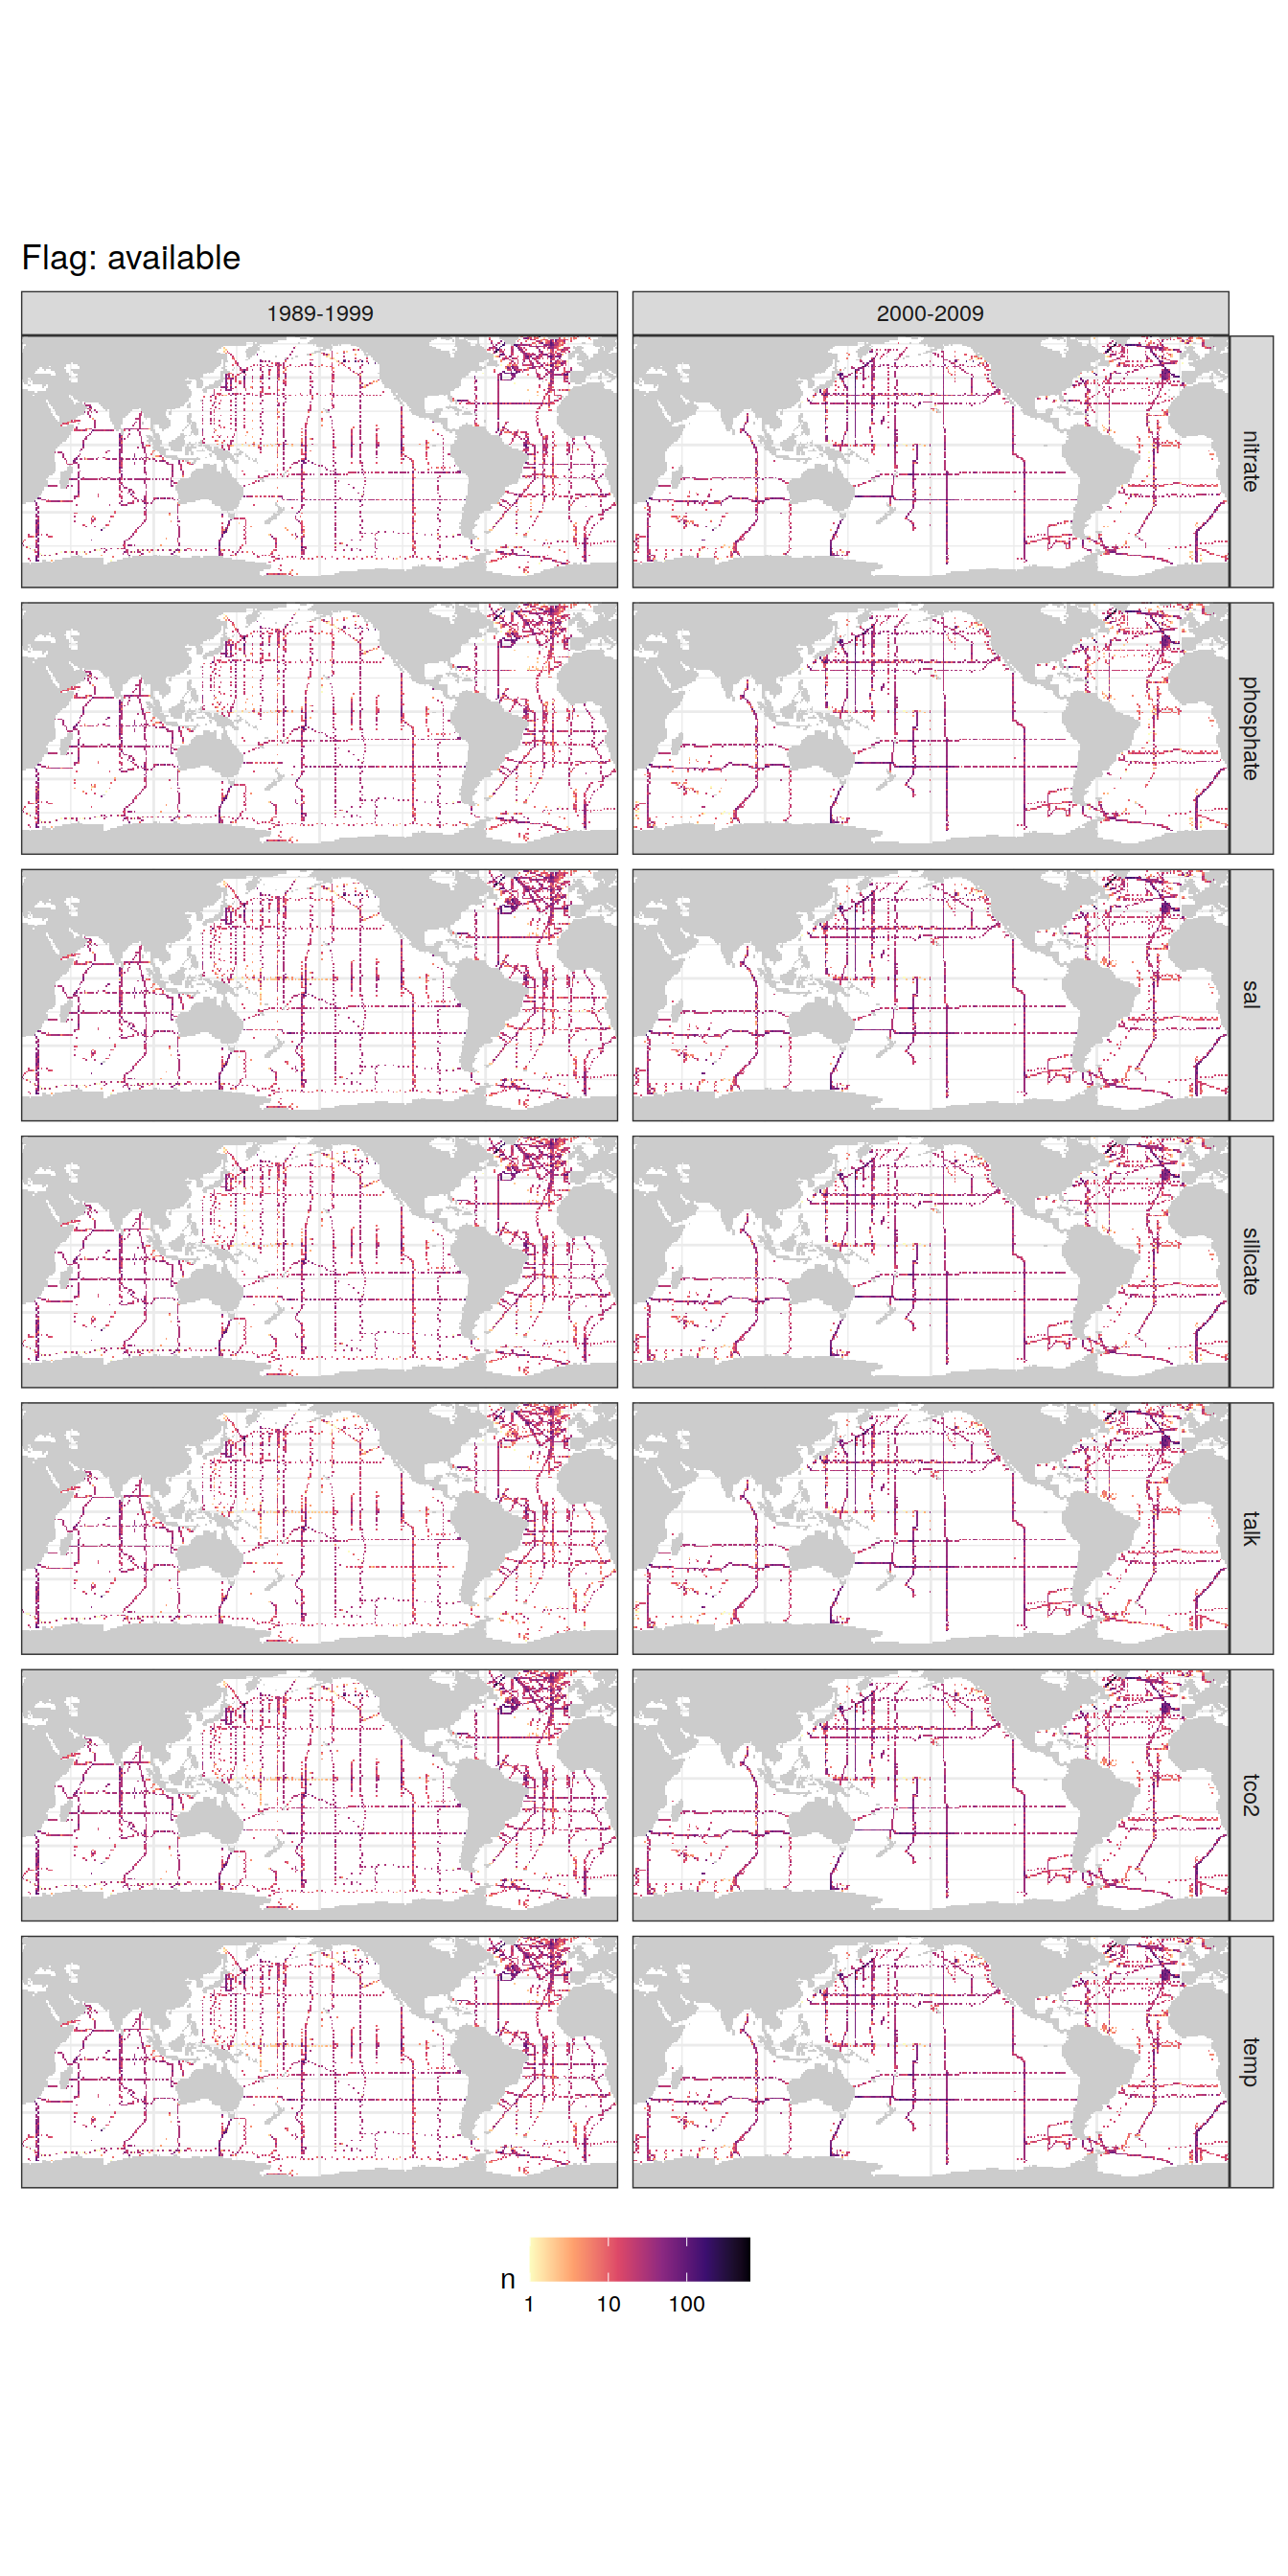 Flag: available
1989-1999
2000-2009
nitrate
phosphate
sal
silicate
talk
tco2
temp
n
1 10 100